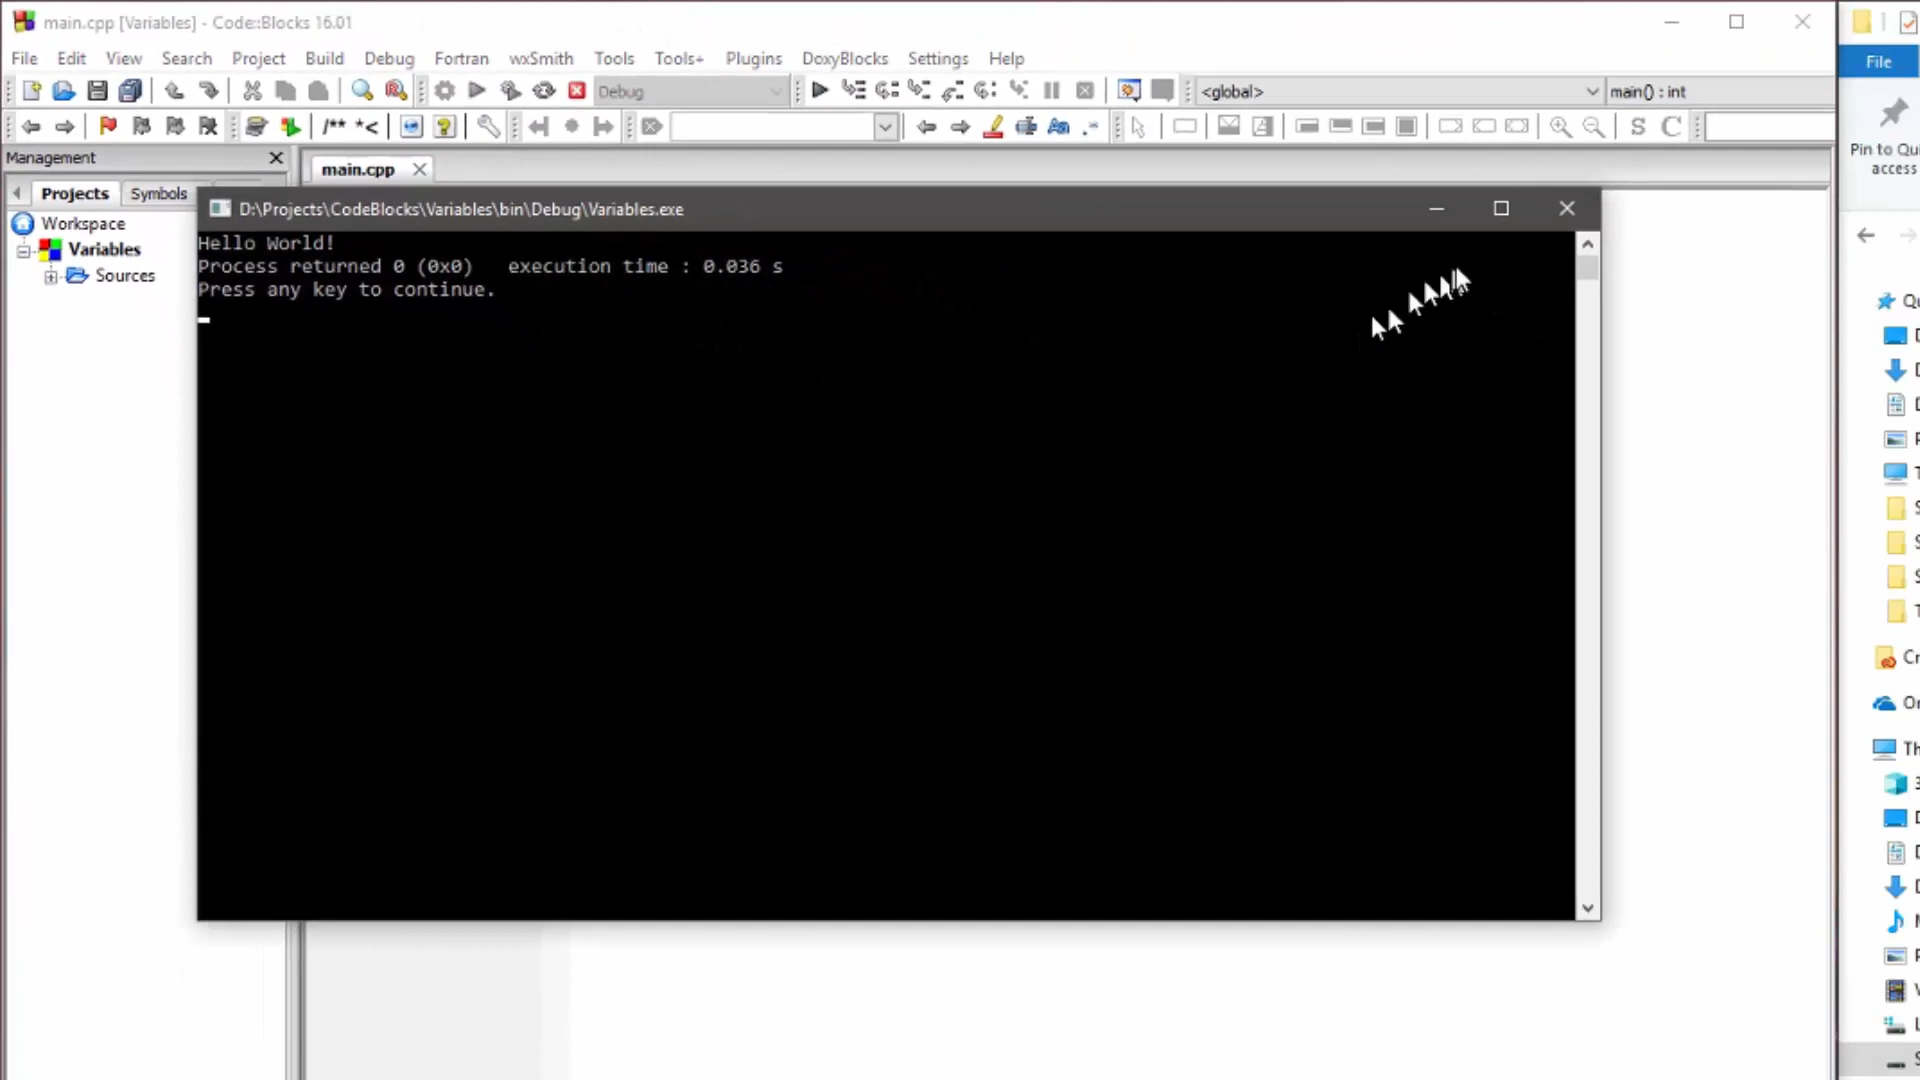 main.cpp [Variables] - Code::Blocks 16.01
File Edit View Search Project Build Debug Fortran wxSmith Tools Tools+ Plugins DoxyBlocks Settings Help
File
Debug
<global>
main() : int
/** *<
S C
Pin to
access
Management
main.cpp
Projects Symbols
Workspace
Variables
Sources
D:\Projects\CodeBlocks\Variables\bin\Debug\Variables.exe
Hello World!
Process returned 0 (0x0)   execution time : 0.036 s
Press any key to continue.